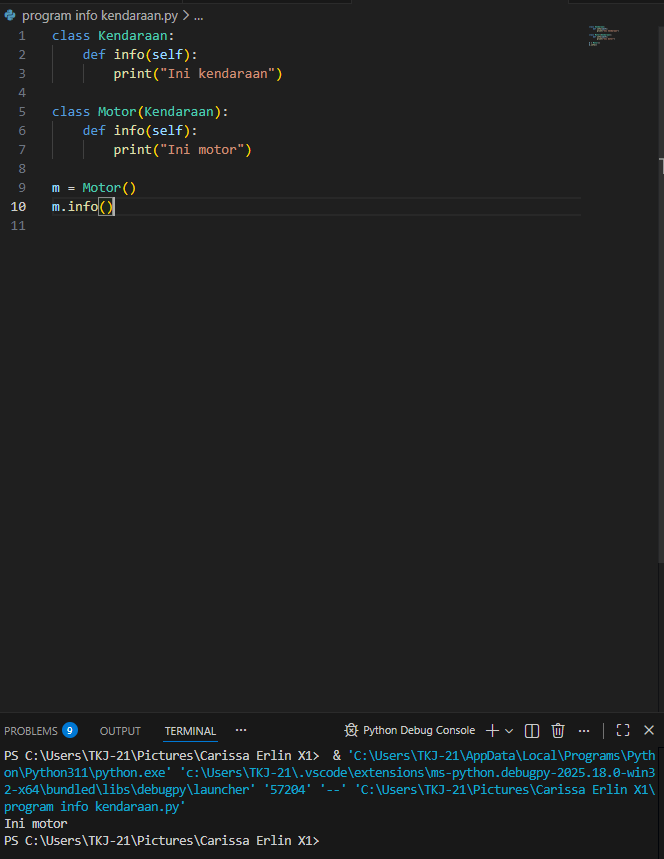 program info kendaraan.py > ...
1 class Kendaraan:
2 def info(self):
3 print("Ini kendaraan")
4
5 class Motor(Kendaraan):
6 def info(self):
7 print("Ini motor")
8
9 m = Motor()
10 m.info()
11
PROBLEMS 9 OUTPUT TERMINAL ... Python Debug Console
PS C:\Users\TKJ-21\Pictures\Carissa Erlin X1> & 'C:\Users\TKJ-21\AppData\Local\Programs\Pyth
on\Python311\python.exe' 'c:\Users\TKJ-21\.vscode\extensions\ms-python.debugpy-2025.18.0-win3
2-x64\bundled\libs\debugpy\launcher' '57204' '--' 'C:\Users\TKJ-21\Pictures\Carissa Erlin X1\
program info kendaraan.py'
Ini motor
PS C:\Users\TKJ-21\Pictures\Carissa Erlin X1>